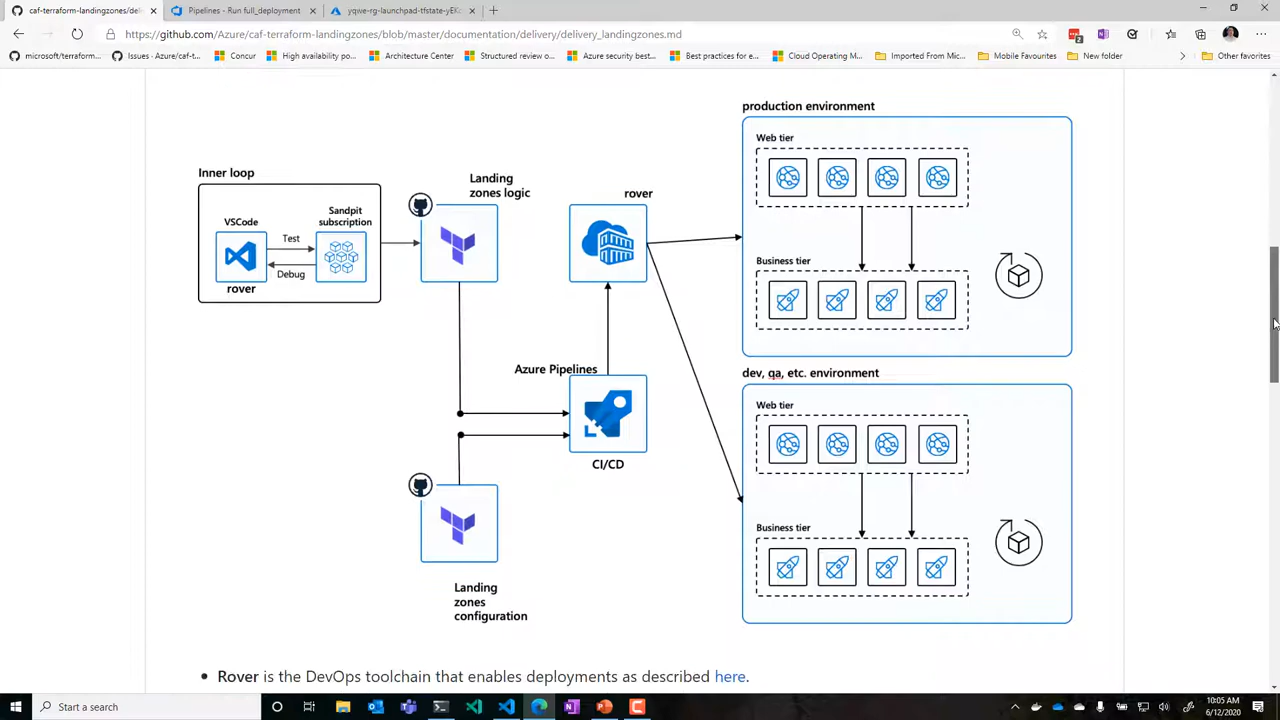 caf-terraform-landingzones/deli
Pipelines - Run full_deployment
yqwe-rg-launchpad-tfstate-yEKc
https://github.com/Azure/caf-terraform-landingzones/blob/master/documentation/delivery/delivery_landingzones.md
microsoft/terraform...
Issues - Azure/caf-t...
Concur
High availability po...
Architecture Center
Structured review o...
Azure security best...
Best practices for e...
Cloud Operating M...
Imported From Mic...
Mobile Favourites
New folder
Other favorites
production environment
Web tier
Business tier
Inner loop
VSCode
Sandpit
subscription
Test
Debug
rover
Landing
zones logic
rover
Azure Pipelines
CI/CD
dev, qa, etc. environment
Web tier
Business tier
Landing
zones
configuration
Rover is the DevOps toolchain that enables deployments as described here.
Start a search
10:05 AM
6/12/2020